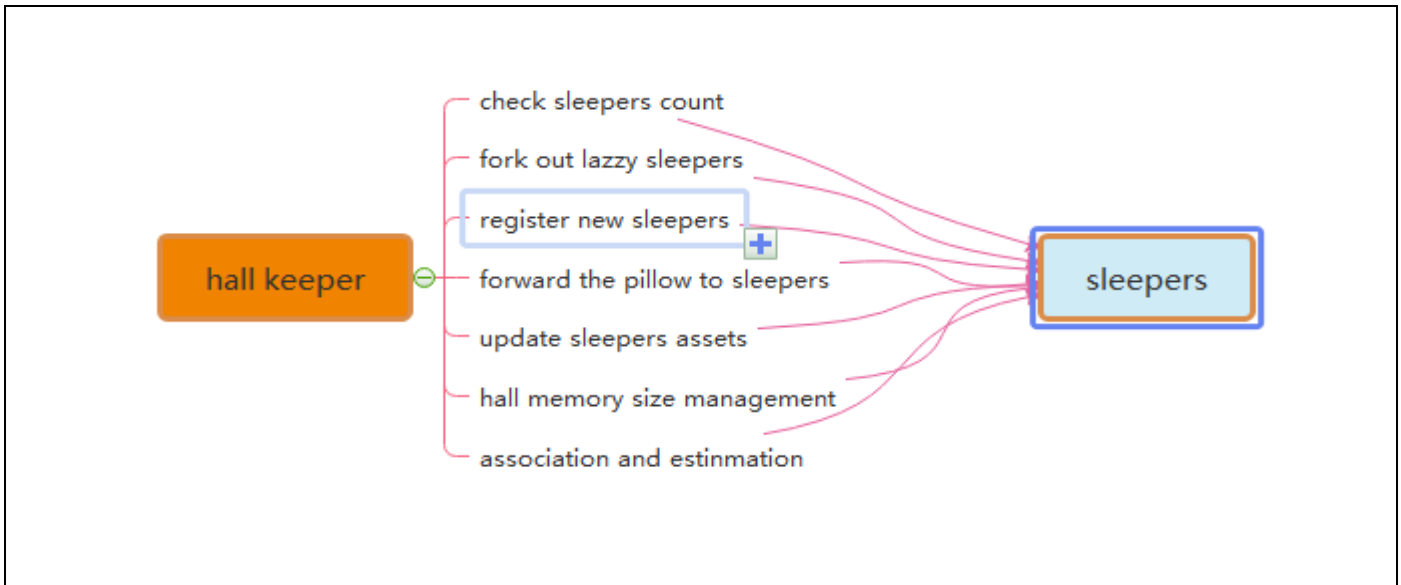 check sleepers count
fork out lazzy sleepers
register new sleepers
hall keeper
forward the pillow to sleepers
sleepers
update sleepers assets
hall memory size management
association and estinmation